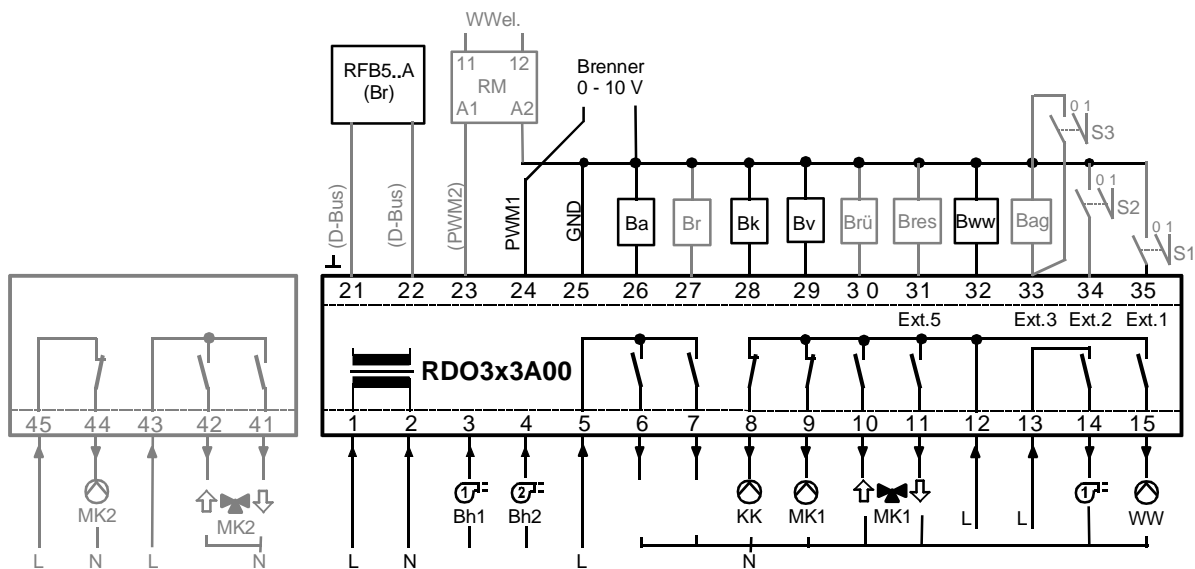 WWel.
11 12
RFB5..A
(Br)
RM
A1 A2
Brenner
0 - 10 V
0 1
S3
0 1
S2
0 1
S1
(D-Bus) (D-Bus) (PWM2) PWM1 GND Ba Br Bk Bv Brü Bres Bww Bag
21 22 23 24 25 26 27 28 29 30 31 32 33 34 35
Ext.5 Ext.3 Ext.2 Ext.1
RDO3x3A00
45 44 43 42 41 1 2 3 4 5 6 7 8 9 10 11 12 13 14 15
1 2 1
MK2 MK2 Bh1 Bh2 KK MK1 MK1 L L WW
L N L N L N L N